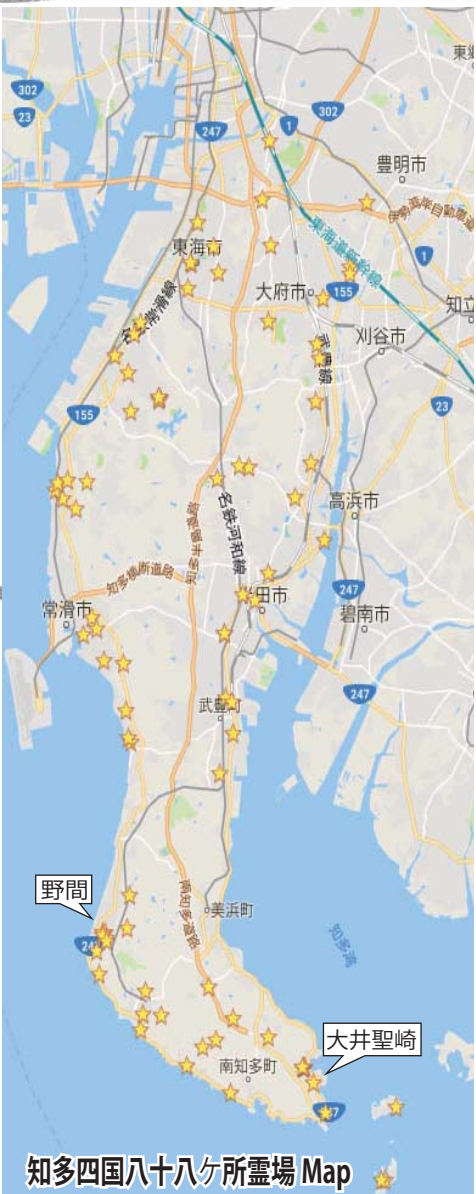 東郷
302
23
302
1
247
豊明市
伊勢湾岸自動車道
東海道新幹線
東海市
1
大府市
155
知立
刈谷市
武豊線
155
23
高浜市
名鉄河和線
知多横断道路
247
常滑市
田市
碧南市
247
武豊町
野間
南知多道路
美浜町
24
知多湾
大井聖崎
南知多町
知多四国八十八ケ所霊場 Map